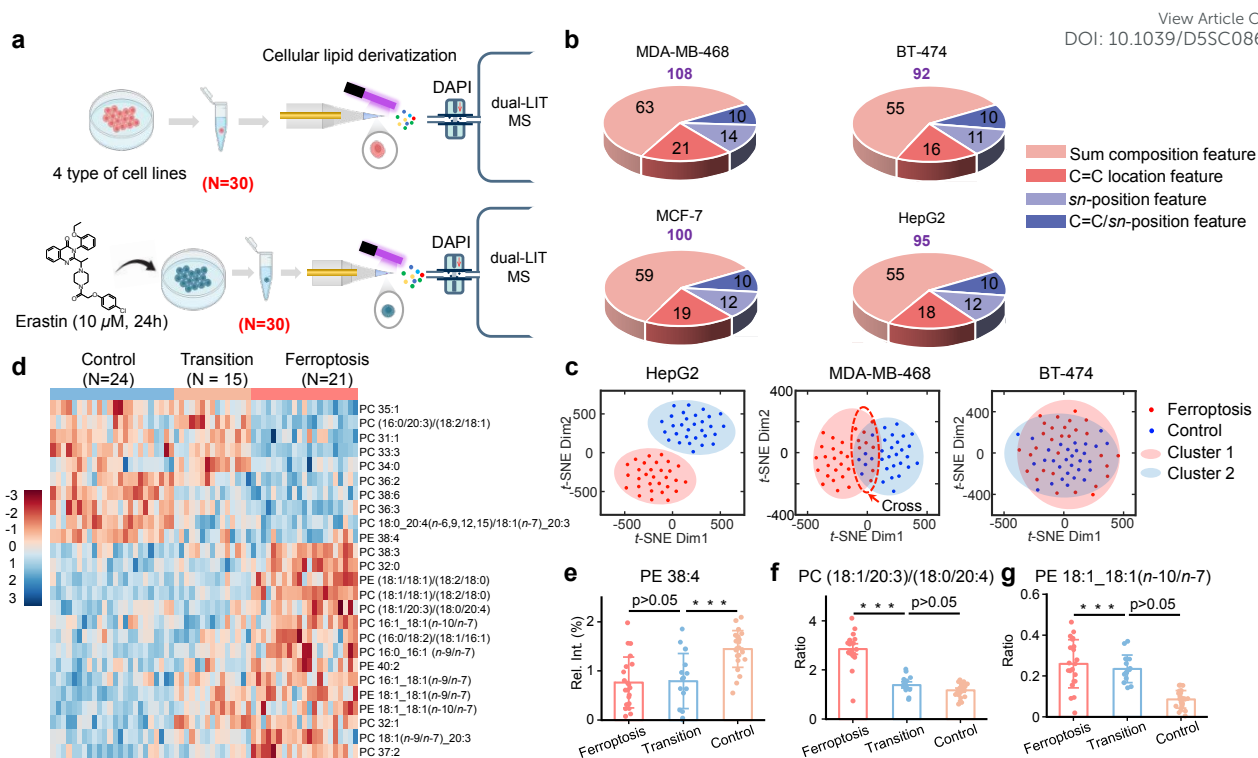 View Article O
DOI: 10.1039/D5SC086
a
Cellular lipid derivatization
DAPI
dual-LIT
MS
4 type of cell lines
(N=30)
DAPI
dual-LIT
MS
Erastin (10 µM, 24h)
(N=30)
b
MDA-MB-468
108
63
10
14
21
BT-474
92
55
10
11
16
MCF-7
100
59
10
12
19
HepG2
95
55
10
12
18
Sum composition feature
C=C location feature
sn-position feature
C=C/sn-position feature
c
HepG2
t-SNE Dim2
500
0
-500
-500
0
500
t-SNE Dim1
MDA-MB-468
400
0
-400
-500
0
500
t-SNE Dim1
Cross
BT-474
400
0
-400
-500
0
500
t-SNE Dim1
Ferroptosis
Control
Cluster 1
Cluster 2
d
Control
(N=24)
Transition
(N = 15)
Ferroptosis
(N=21)
-3
-2
-1
0
1
2
3
PC 35:1
PC (16:0/20:3)/(18:2/18:1)
PC 31:1
PC 33:3
PC 34:0
PC 36:2
PC 38:6
PC 36:3
PC 18:0_20:4(n-6,9,12,15)/18:1(n-7)_20:3
PE 38:4
PC 38:3
PC 32:0
PE (18:1/18:1)/(18:2/18:0)
PC (18:1/18:1)/(18:2/18:0)
PC (18:1/20:3)/(18:0/20:4)
PC 16:1_18:1(n-10/n-7)
PC (16:0/18:2)/(18:1/16:1)
PC 16:0_16:1 (n-9/n-7)
PE 40:2
PC 16:1_18:1(n-9/n-7)
PE 18:1_18:1(n-9/n-7)
PE 18:1_18:1(n-10/n-7)
PC 32:1
PC 18:1(n-9/n-7)_20:3
PC 37:2
e
PE 38:4
p>0.05
* * *
Rel. Int. (%)
2
1
0
Ferroptosis
Transition
Control
f
PC (18:1/20:3)/(18:0/20:4)
* * *
p>0.05
Ratio
6
4
2
0
Ferroptosis
Transition
Control
g
PE 18:1_18:1(n-10/n-7)
* * *
p>0.05
Ratio
0.6
0.4
0.2
0.0
Ferroptosis
Transition
Control